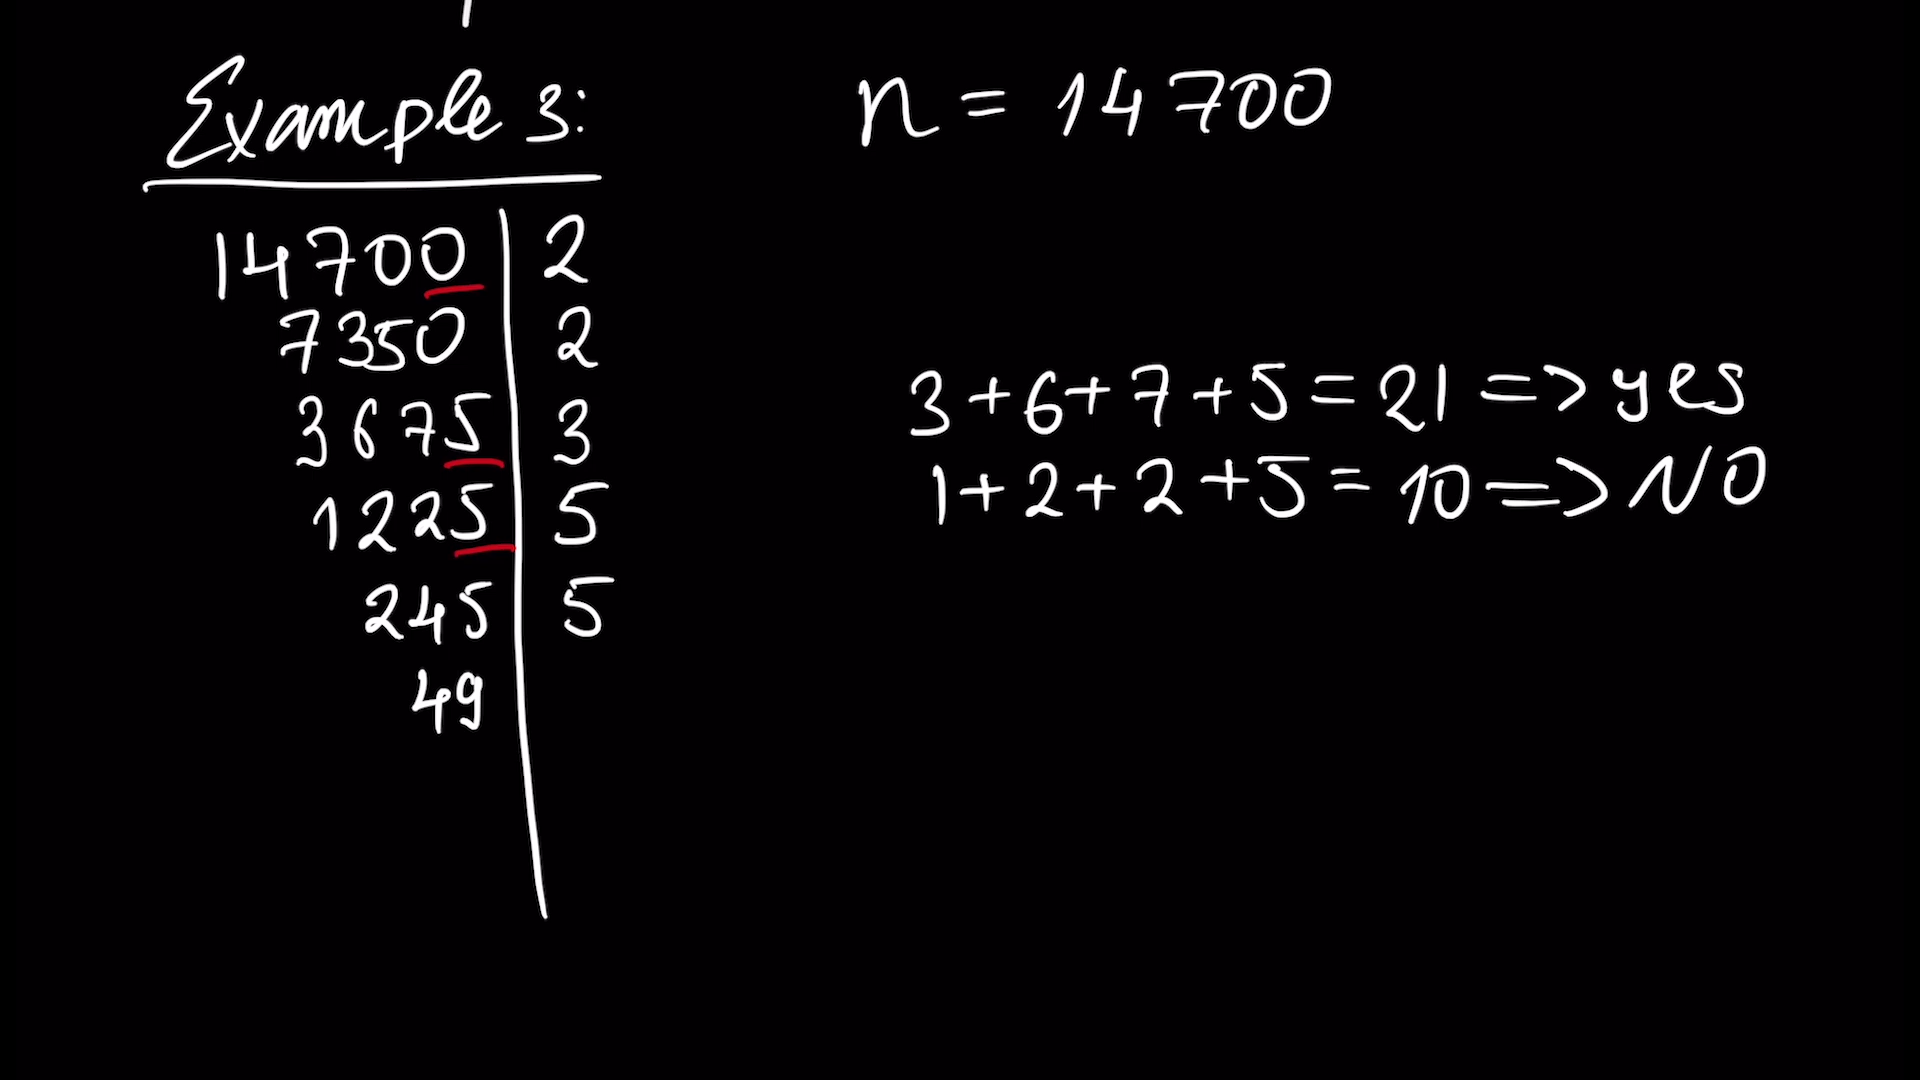 Example 3:
n = 14700
14700 2
7350 2
3675 3
1225 5
245 5
49
3+6+7+5=21=>yes
1+2+2+5=10=>NO